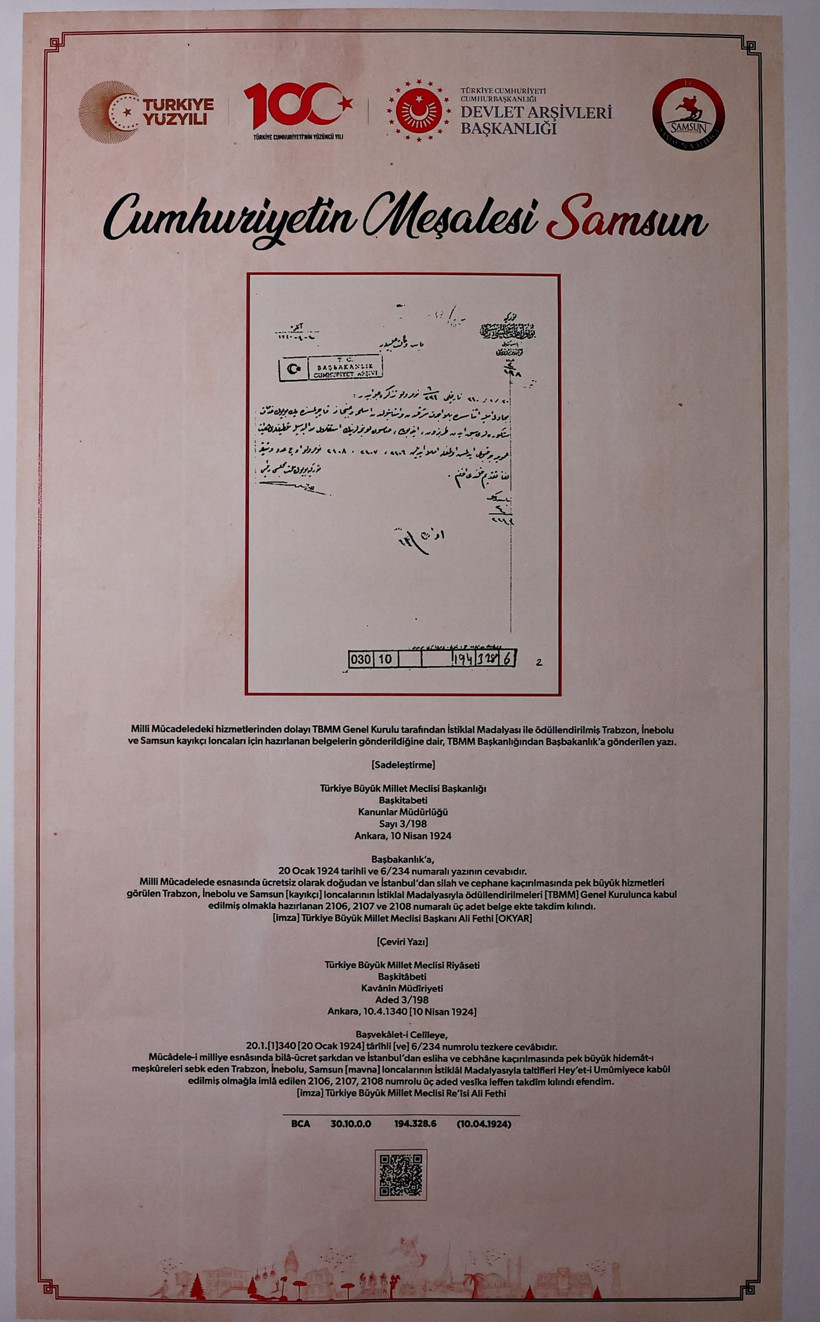 TÜRKİYE
YÜZYILI
100
TÜRKİYE CUMHURİYETİ'NİN YÜZÜNCÜ YILI
TÜRKİYE CUMHURİYETİ
CUMHURBAŞKANLIĞI
DEVLET ARŞİVLERİ
BAŞKANLIĞI
SAMSUN
Cumhuriyetin Meşalesi Samsun
T. C.
BAŞBAKANLIK
CUMHURİYET ARŞİVİ
030 10 194 328 6
2
Milli Mücadeledeki hizmetlerinden dolayı TBMM Genel Kurulu tarafından İstiklal Madalyası ile ödüllendirilmiş Trabzon, İnebolu
ve Samsun kayıkçı loncaları için hazırlanan belgelerin gönderildiğine dair, TBMM Başkanlığından Başbakanlık'a gönderilen yazı.
[Sadeleştirme]
Türkiye Büyük Millet Meclisi Başkanlığı
Başkitabeti
Kanunlar Müdürlüğü
Sayı 3/198
Ankara, 10 Nisan 1924
Başbakanlık'a,
20 Ocak 1924 tarihli ve 6/234 numaralı yazının cevabıdır.
Milli Mücadelede esnasında ücretsiz olarak doğudan ve İstanbul'dan silah ve cephane kaçırılmasında pek büyük hizmetleri
görülen Trabzon, İnebolu ve Samsun [kayıkçı] loncalarının İstiklal Madalyasıyla ödüllendirilmeleri [TBMM] Genel Kurulunca kabul
edilmiş olmakla hazırlanan 2106, 2107 ve 2108 numaralı üç adet belge ekte takdim kılındı.
[imza] Türkiye Büyük Millet Meclisi Başkanı Ali Fethi [OKYAR]
[Çeviri Yazı]
Türkiye Büyük Millet Meclisi Riyâseti
Başkitâbeti
Kavânin Müdîriyeti
Aded 3/198
Ankara, 10.4.1340 [10 Nisan 1924]
Başvekâlet-i Celîleye,
20.1.[1]340 [20 Ocak 1924] târîhli [ve] 6/234 numrolu tezkere cevâbıdır.
Mücâdele-i milliye esnâsında bilâ-ücret şarkdan ve İstanbul'dan esliha ve cebhâne kaçırılmasında pek büyük hidemât-ı
meşkûreleri sebk eden Trabzon, İnebolu, Samsun [mavna] loncalarının İstiklâl Madalyasıyla taltîfleri Hey'et-i Umûmiyece kabûl
edilmiş olmağla imlâ edilen 2106, 2107, 2108 numrolu üç aded vesîka leffen takdîm kılındı efendim.
[imza] Türkiye Büyük Millet Meclisi Re'îsi Ali Fethi
BCA 30.10.0.0 194.328.6 (10.04.1924)